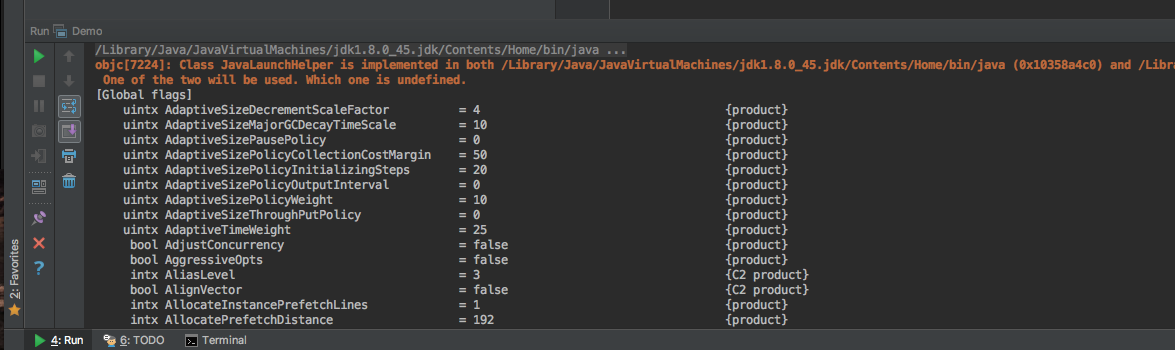 Run Demo
/Library/Java/JavaVirtualMachines/jdk1.8.0_45.jdk/Contents/Home/bin/java ...
objc[7224]: Class JavaLaunchHelper is implemented in both /Library/Java/JavaVirtualMachines/jdk1.8.0_45.jdk/Contents/Home/bin/java (0x10358a4c0) and /Libra
One of the two will be used. Which one is undefined.
[Global flags]
uintx AdaptiveSizeDecrementScaleFactor = 4 {product}
uintx AdaptiveSizeMajorGCDecayTimeScale = 10 {product}
uintx AdaptiveSizePausePolicy = 0 {product}
uintx AdaptiveSizePolicyCollectionCostMargin = 50 {product}
uintx AdaptiveSizePolicyInitializingSteps = 20 {product}
uintx AdaptiveSizePolicyOutputInterval = 0 {product}
uintx AdaptiveSizePolicyWeight = 10 {product}
uintx AdaptiveSizeThroughPutPolicy = 0 {product}
uintx AdaptiveTimeWeight = 25 {product}
bool AdjustConcurrency = false {product}
bool AggressiveOpts = false {product}
intx AliasLevel = 3 {C2 product}
bool AlignVector = false {C2 product}
intx AllocateInstancePrefetchLines = 1 {product}
intx AllocatePrefetchDistance = 192 {product}
2: Favorites
4: Run 6: TODO Terminal